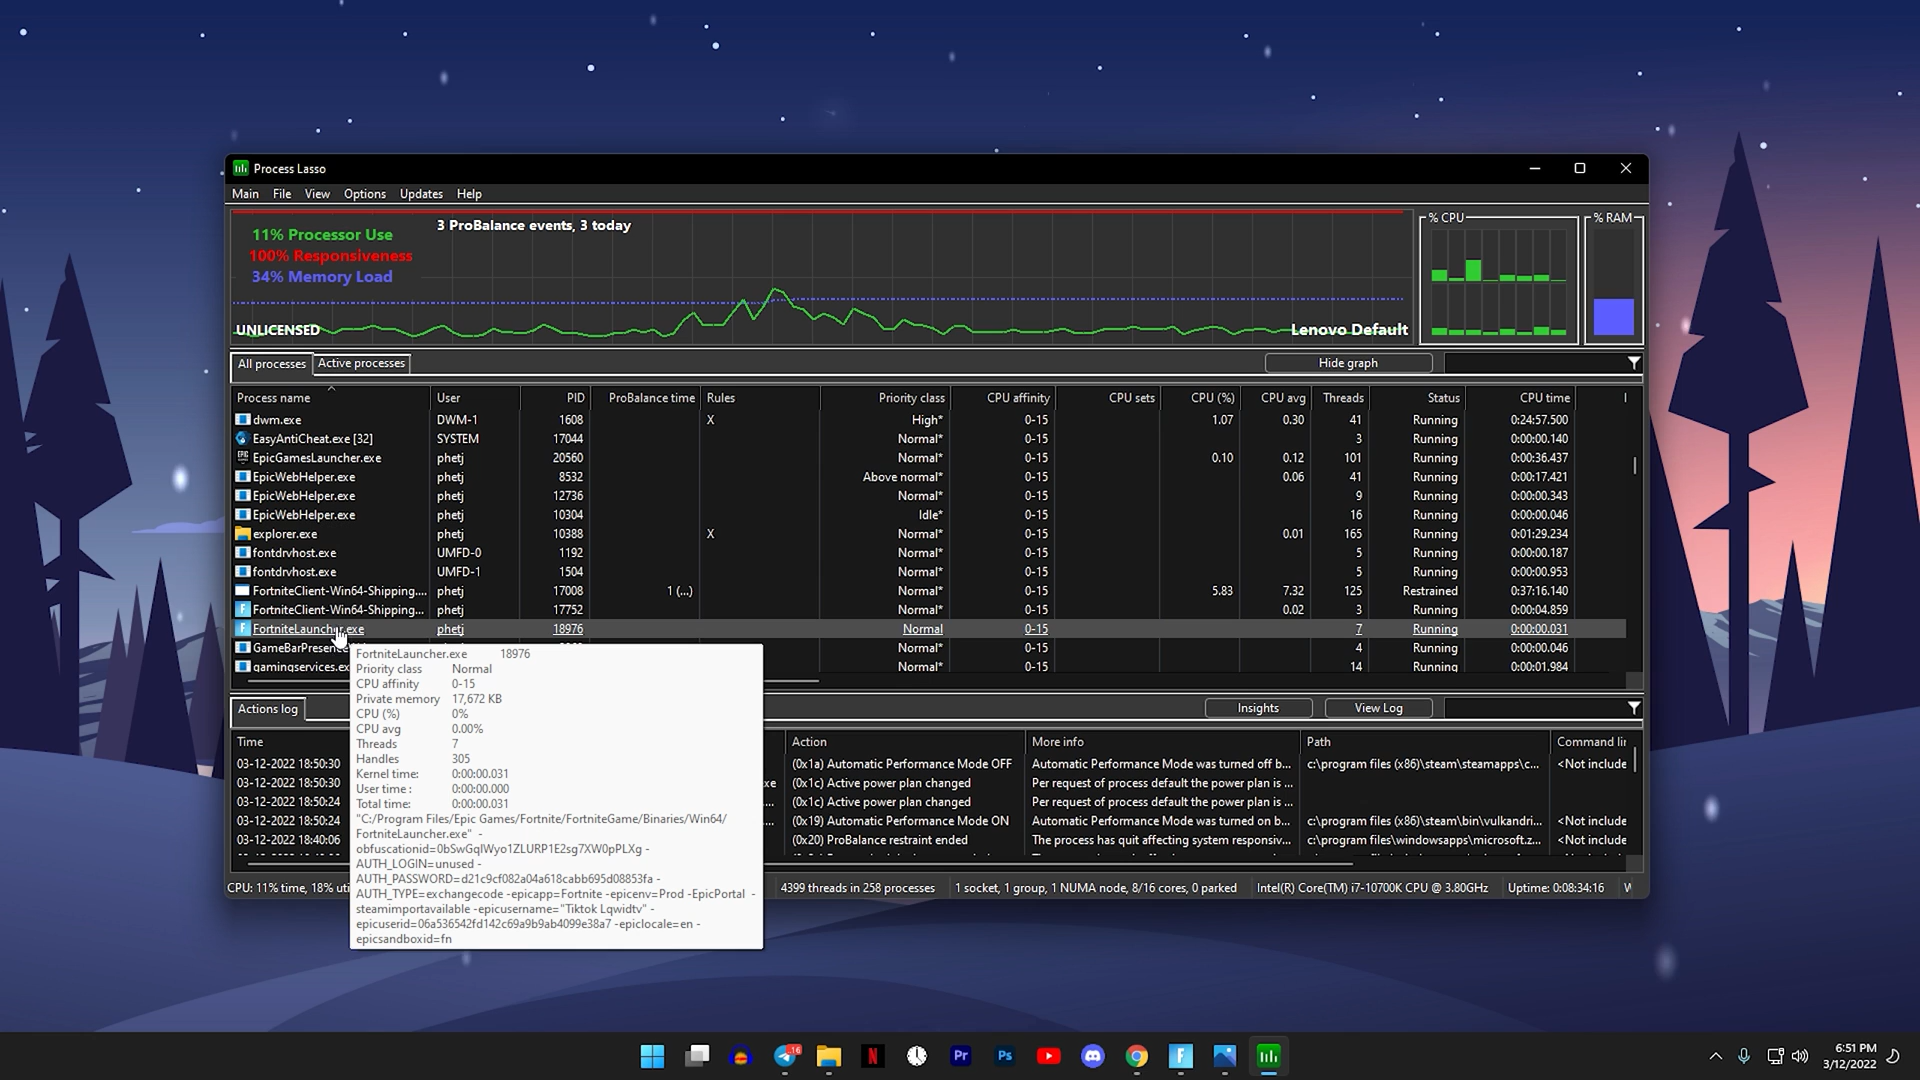 Process Lasso
Main File View Options Updates Help
11% Processor Use
100% Responsiveness
34% Memory Load
3 ProBalance events, 3 today
UNLICENSED
Lenovo Default
% CPU
% RAM
All processes Active processes Hide graph
Process name User PID ProBalance time Rules Priority class CPU affinity CPU sets CPU (%) CPU avg Threads Status CPU time
dwm.exe DWM-1 1608 X High* 0-15 1.07 0.30 41 Running 0:24:57.500
EasyAntiCheat.exe [32] SYSTEM 17044 Normal* 0-15 3 Running 0:00:00.140
EpicGamesLauncher.exe phetj 20560 Normal* 0-15 0.10 0.12 101 Running 0:00:36.437
EpicWebHelper.exe phetj 8532 Above normal* 0-15 0.06 41 Running 0:00:17.421
EpicWebHelper.exe phetj 12736 Normal* 0-15 9 Running 0:00:00.343
EpicWebHelper.exe phetj 10304 Idle* 0-15 16 Running 0:00:00.046
explorer.exe phetj 10388 X Normal* 0-15 0.01 165 Running 0:01:29.234
fontdrvhost.exe UMFD-0 1192 Normal* 0-15 5 Running 0:00:00.187
fontdrvhost.exe UMFD-1 1504 Normal* 0-15 5 Running 0:00:00.953
FortniteClient-Win64-Shipping.... phetj 17008 1 (...) Normal* 0-15 5.83 7.32 125 Restrained 0:37:16.140
FortniteClient-Win64-Shipping... phetj 17752 Normal* 0-15 0.02 3 Running 0:00:04.859
FortniteLauncher.exe phetj 18976 Normal 0-15 7 Running 0:00:00.031
GameBarPresence Normal* 0-15 4 Running 0:00:00.046
gamingservices.ex Normal* 0-15 14 Running 0:00:01.984
FortniteLauncher.exe 18976
Priority class Normal
CPU affinity 0-15
Private memory 17,672 KB
CPU (%) 0%
CPU avg 0.00%
Threads 7
Handles 305
Kernel time: 0:00:00.031
User time : 0:00:00.000
Total time: 0:00:00.031
"C:/Program Files/Epic Games/Fortnite/FortniteGame/Binaries/Win64/
FortniteLauncher.exe" -
obfuscationid=0bSwGqIWyo1ZLURP1E2sg7XW0pPLXg -
AUTH_LOGIN=unused -
AUTH_PASSWORD=d21c9cf082a04a618cabb695d08853fa -
AUTH_TYPE=exchangecode -epicapp=Fortnite -epicenv=Prod -EpicPortal -
steamimportavailable -epicusername="Tiktok Lqwidtv" -
epicuserid=06a536542fd142c69a9b9ab4099e38a7 -epiclocale=en -
epicsandboxid=fn
Actions log Insights View Log
Time Action More info Path Command lir
03-12-2022 18:50:30 (0x1a) Automatic Performance Mode OFF Automatic Performance Mode was turned off b... c:\program files (x86)\steam\steamapps\c... <Not include
03-12-2022 18:50:30 xe (0x1c) Active power plan changed Per request of process default the power plan is ...
03-12-2022 18:50:24 ... (0x1c) Active power plan changed Per request of process default the power plan is ...
03-12-2022 18:50:24 ... (0x19) Automatic Performance Mode ON Automatic Performance Mode was turned on b... c:\program files (x86)\steam\bin\vulkandri... <Not include
03-12-2022 18:40:06 (0x20) ProBalance restraint ended The process has quit affecting system responsiv... c:\program files\windowsapps\microsoft.z... <Not include
CPU: 11% time, 18% uti 4399 threads in 258 processes 1 socket, 1 group, 1 NUMA node, 8/16 cores, 0 parked Intel(R) Core(TM) i7-10700K CPU @ 3.80GHz Uptime: 0:08:34:16
16 N Pr Ps F
6:51 PM
3/12/2022